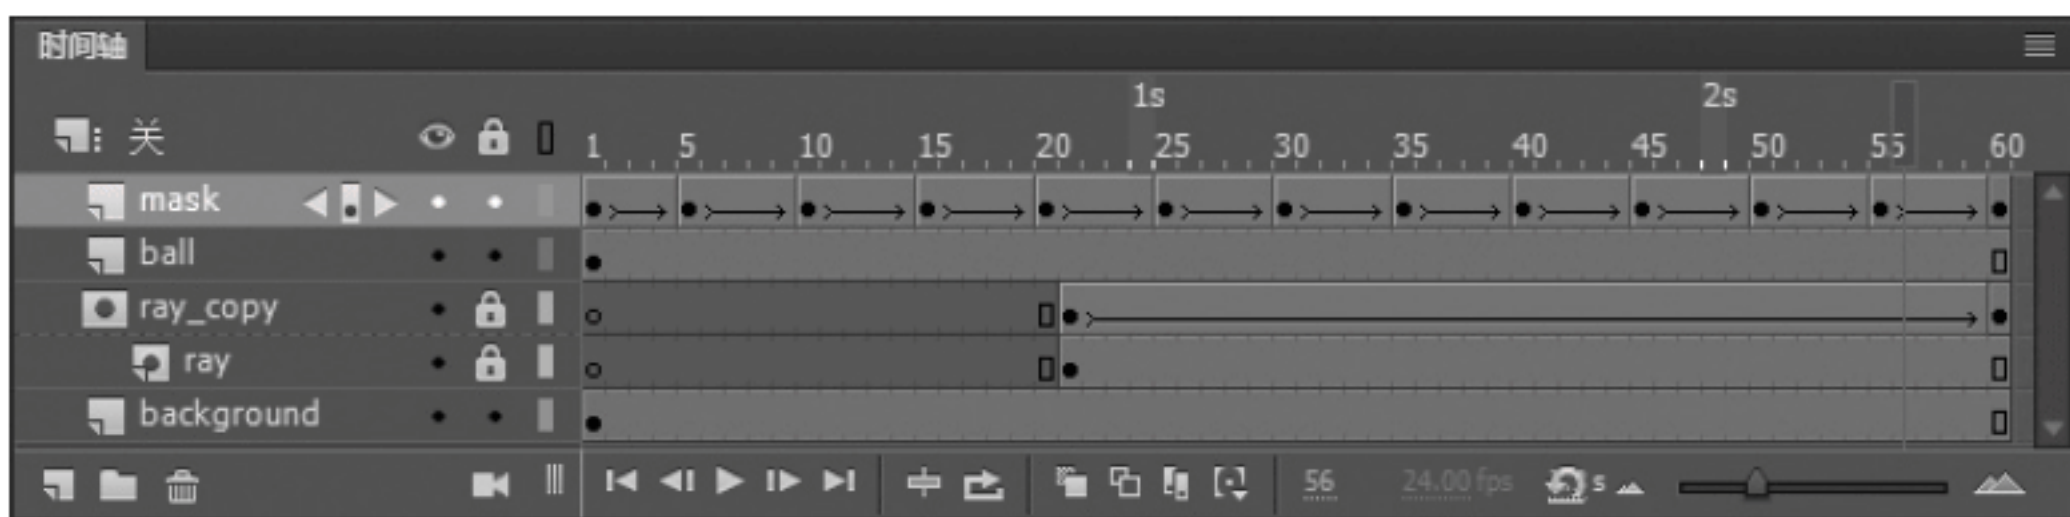 时间轴
1s 2s
关 1 5 10 15 20 25 30 35 40 45 50 55 60
mask
ball
ray_copy
ray
background
56 24.00 fps s